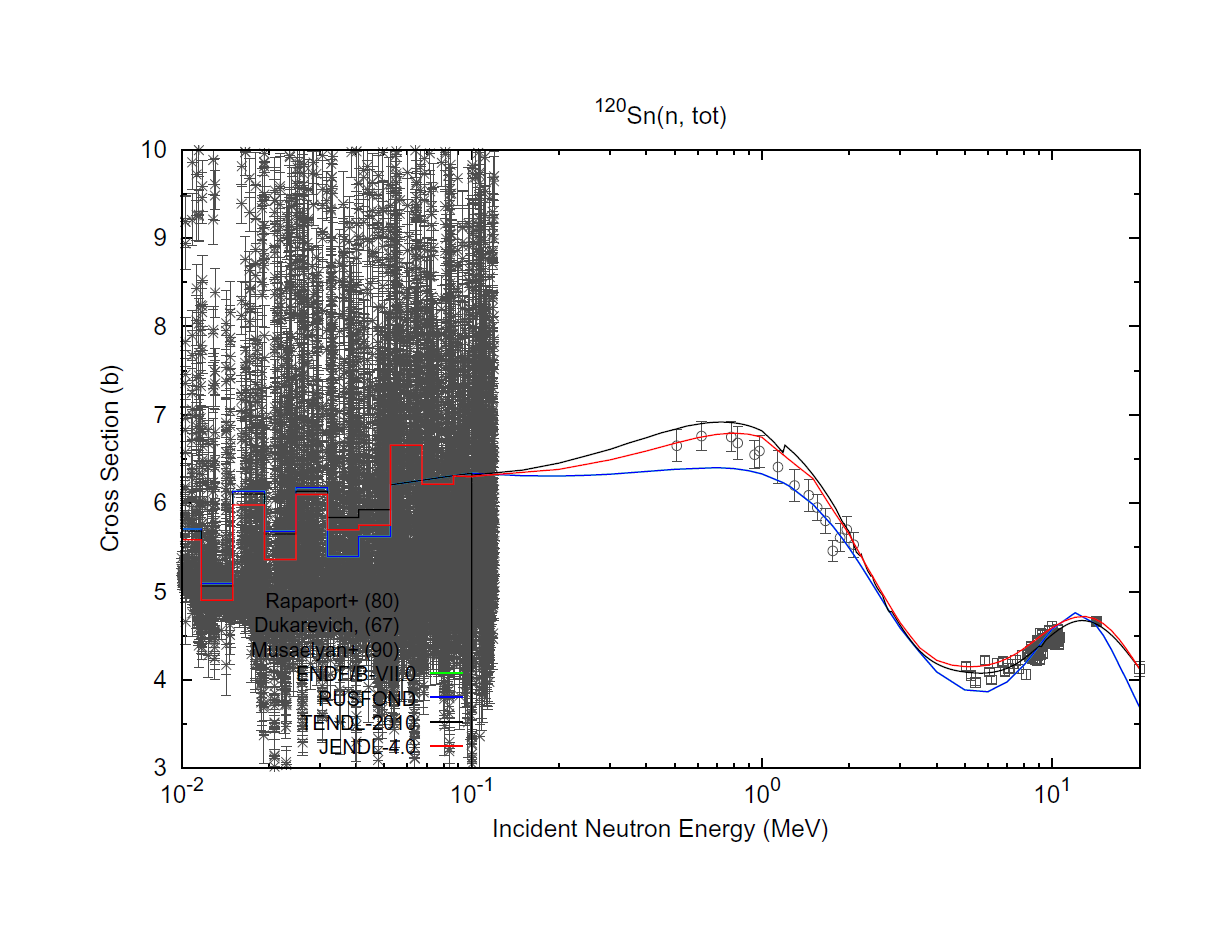 120Sn(n, tot)
10
9
8
7
6
5
4
3
Cross Section (b)
Rapaport+ (80)
Dukarevich, (67)
Musaelyan+ (90)
ENDF/B-VII.0
RUSFOND
TENDL-2010
JENDL-4.0
10-2 10-1 100 101
Incident Neutron Energy (MeV)